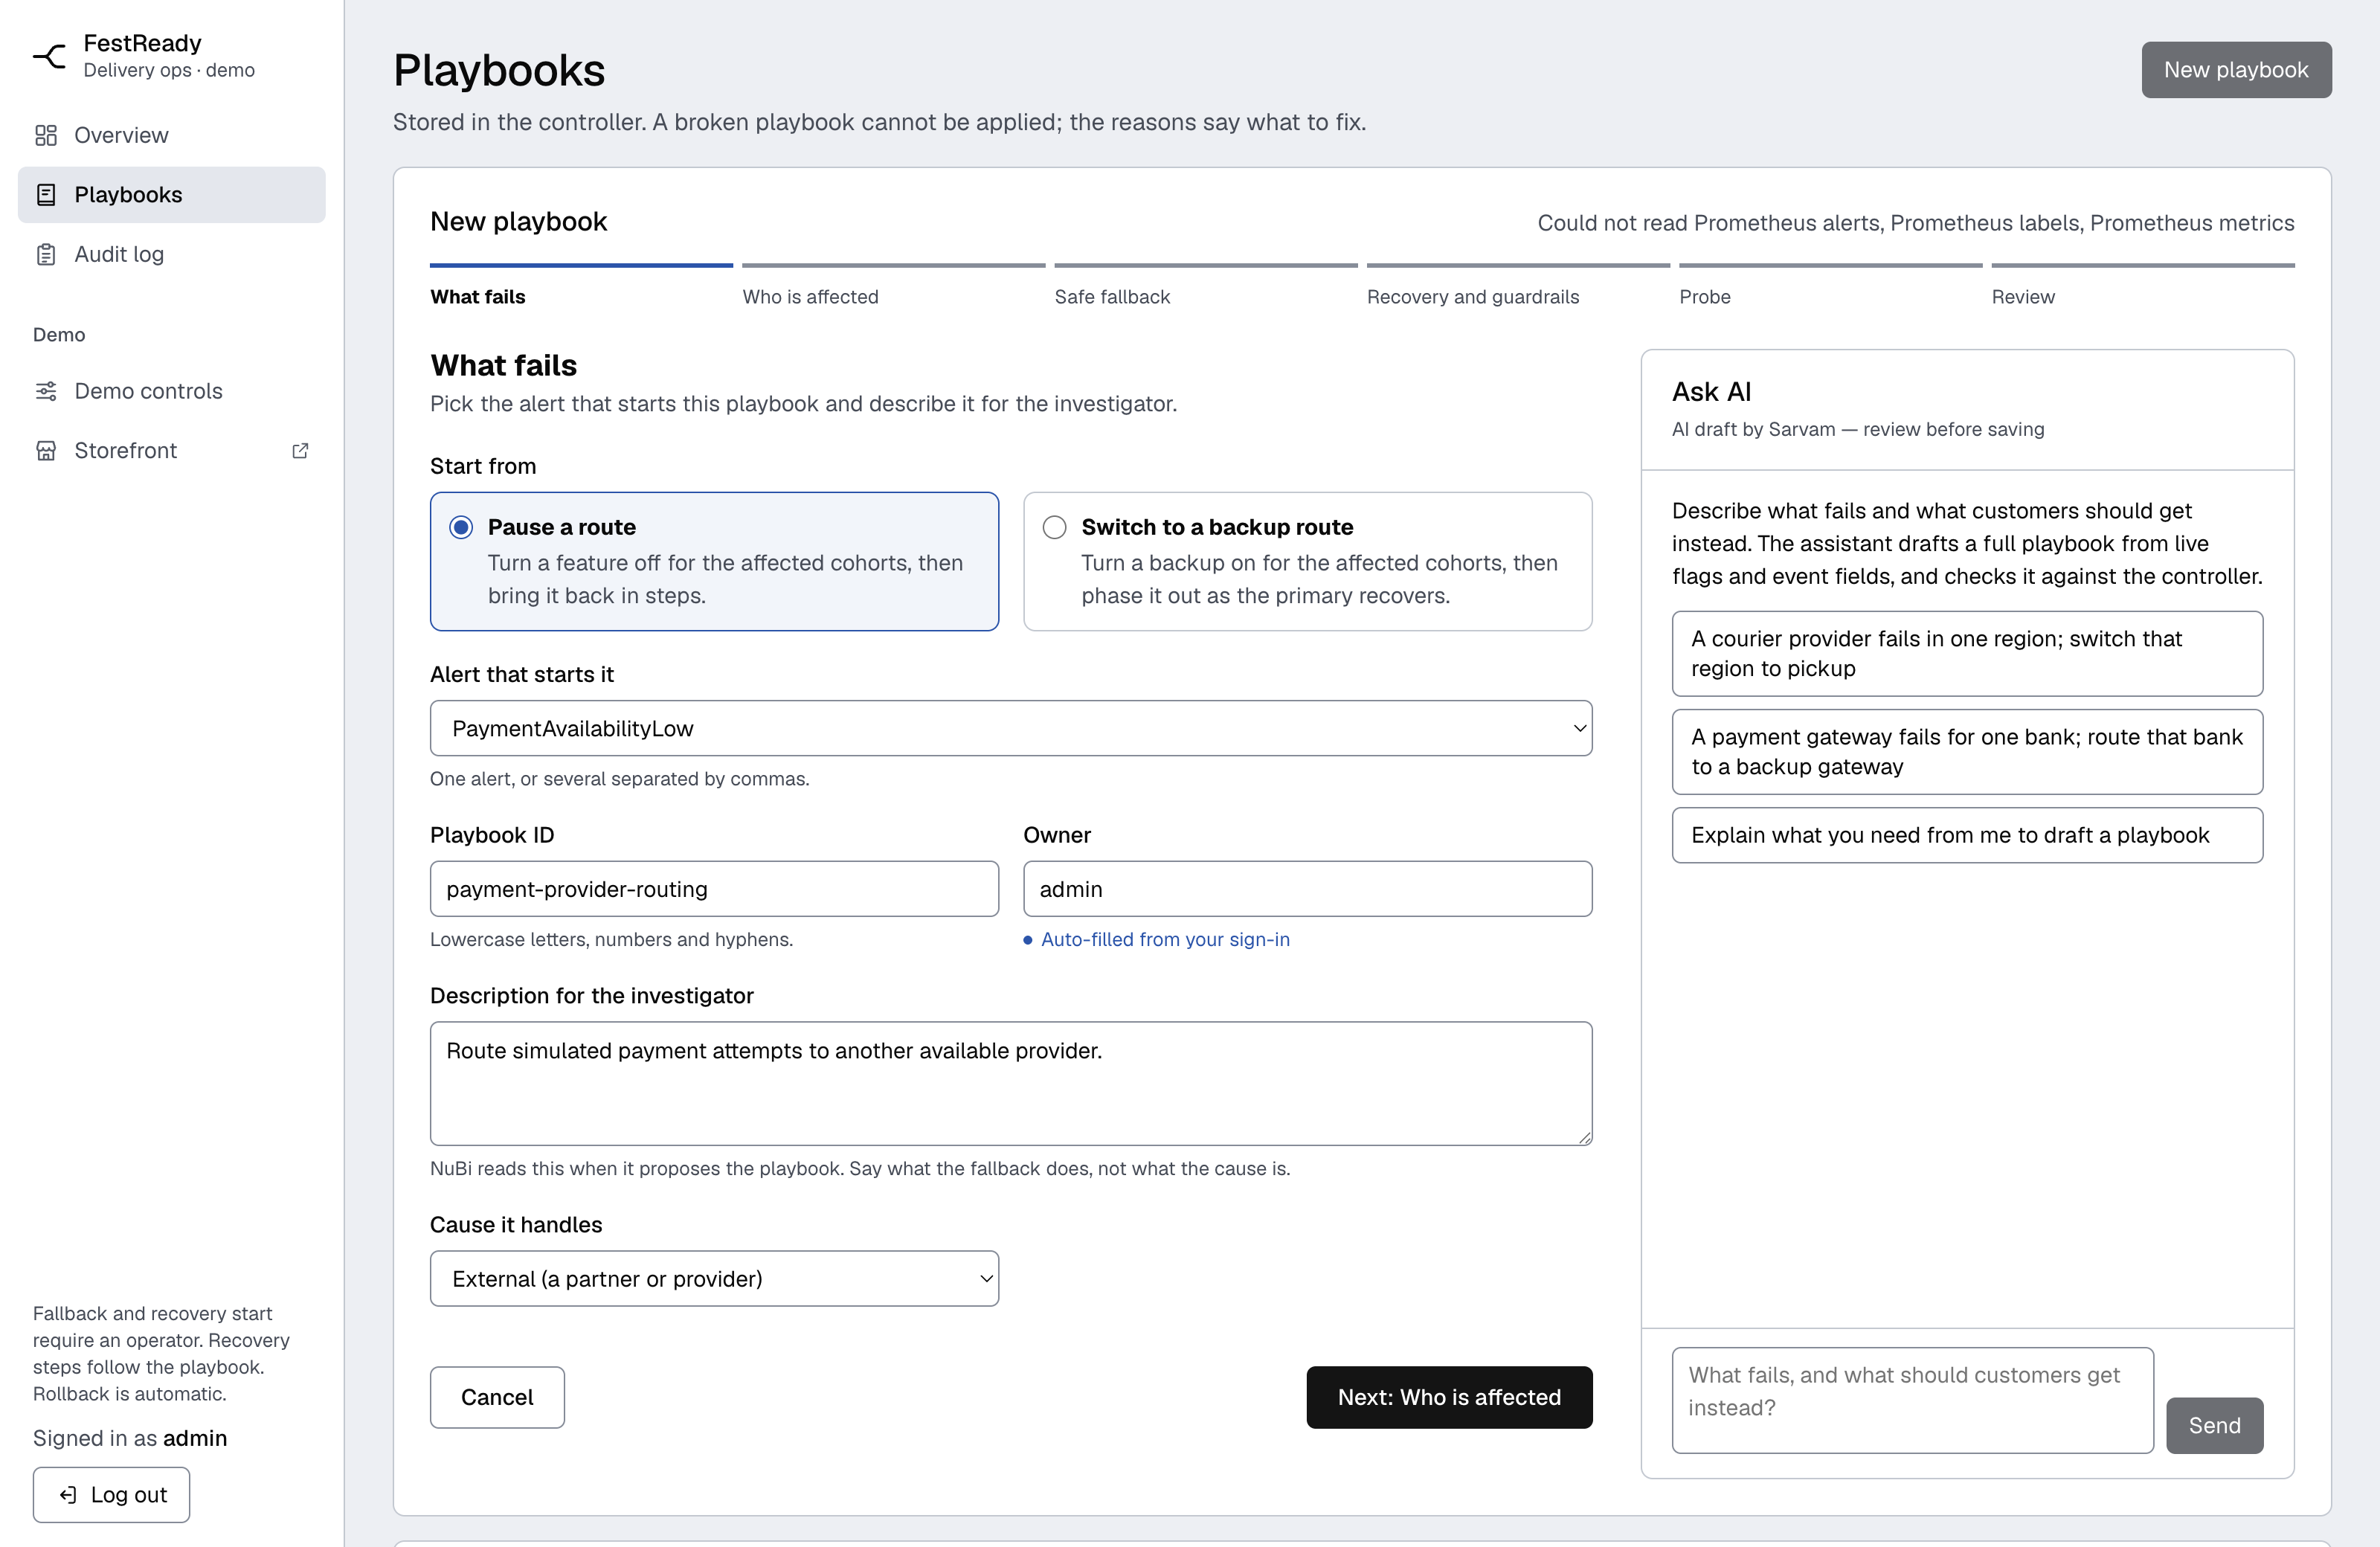 FestReady
Delivery ops · demo
Overview
Playbooks
Audit log
Demo
Demo controls
Storefront
Fallback and recovery start
require an operator. Recovery
steps follow the playbook.
Rollback is automatic.
Signed in as admin
Log out
Playbooks
New playbook
Stored in the controller. A broken playbook cannot be applied; the reasons say what to fix.
New playbook
Could not read Prometheus alerts, Prometheus labels, Prometheus metrics
What fails
Who is affected
Safe fallback
Recovery and guardrails
Probe
Review
What fails
Pick the alert that starts this playbook and describe it for the investigator.
Start from
Pause a route
Turn a feature off for the affected cohorts, then
bring it back in steps.
Switch to a backup route
Turn a backup on for the affected cohorts, then
phase it out as the primary recovers.
Alert that starts it
PaymentAvailabilityLow
One alert, or several separated by commas.
Playbook ID
payment-provider-routing
Lowercase letters, numbers and hyphens.
Owner
admin
Auto-filled from your sign-in
Description for the investigator
Route simulated payment attempts to another available provider.
NuBi reads this when it proposes the playbook. Say what the fallback does, not what the cause is.
Cause it handles
External (a partner or provider)
Cancel
Next: Who is affected
Ask AI
AI draft by Sarvam — review before saving
Describe what fails and what customers should get
instead. The assistant drafts a full playbook from live
flags and event fields, and checks it against the controller.
A courier provider fails in one region; switch that
region to pickup
A payment gateway fails for one bank; route that bank
to a backup gateway
Explain what you need from me to draft a playbook
What fails, and what should customers get
instead?
Send